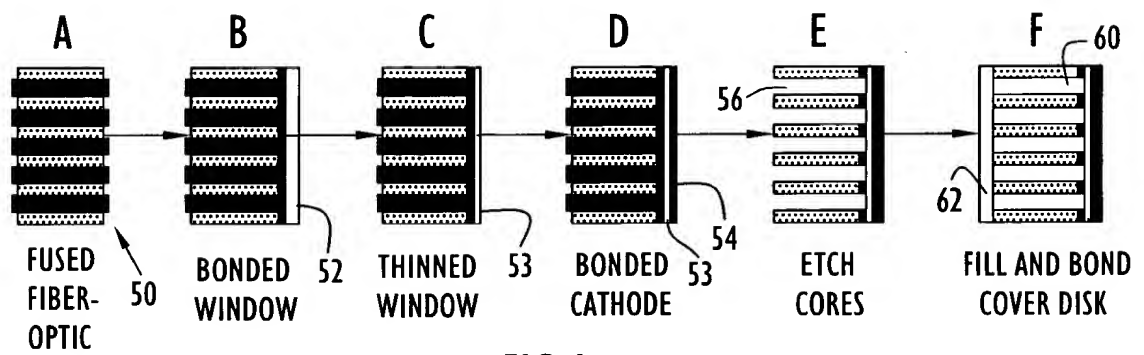 A B C D E F
60
56
62
54
53
53
52
50
FUSED
FIBER-
OPTIC
BONDED
WINDOW
THINNED
WINDOW
BONDED
CATHODE
ETCH
CORES
FILL AND BOND
COVER DISK